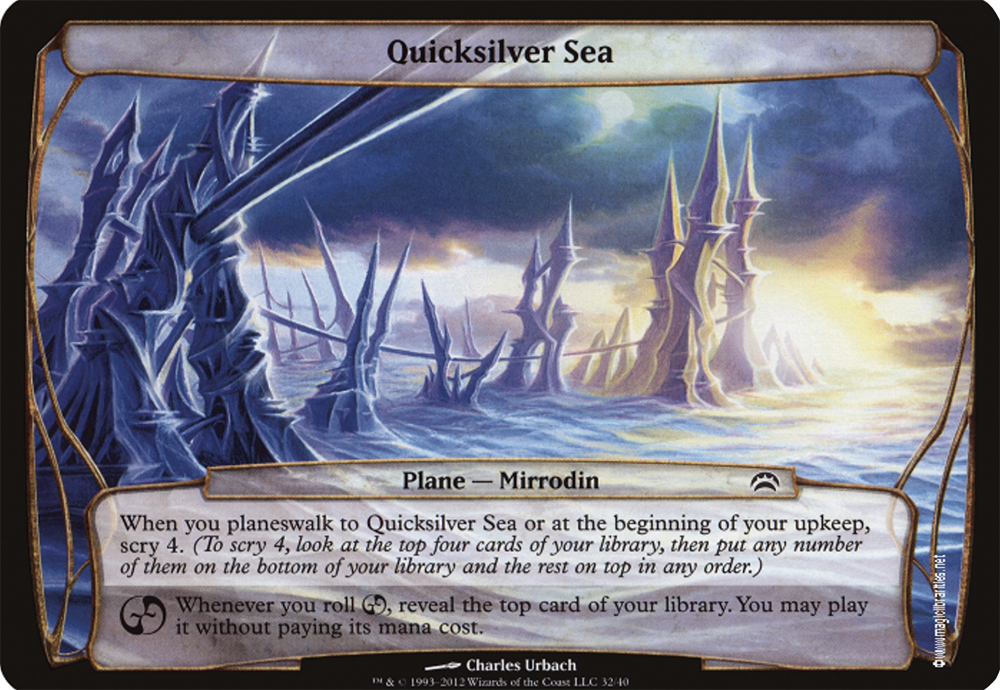 Quicksilver Sea
Plane — Mirrodin
When you planeswalk to Quicksilver Sea or at the beginning of your upkeep,
scry 4. (To scry 4, look at the top four cards of your library, then put any number
of them on the bottom of your library and the rest on top in any order.)
Whenever you roll , reveal the top card of your library. You may play
it without paying its mana cost.
Charles Urbach
™ & © 1993–2012 Wizards of the Coast LLC 32/40
© www.magiclibrarities.net